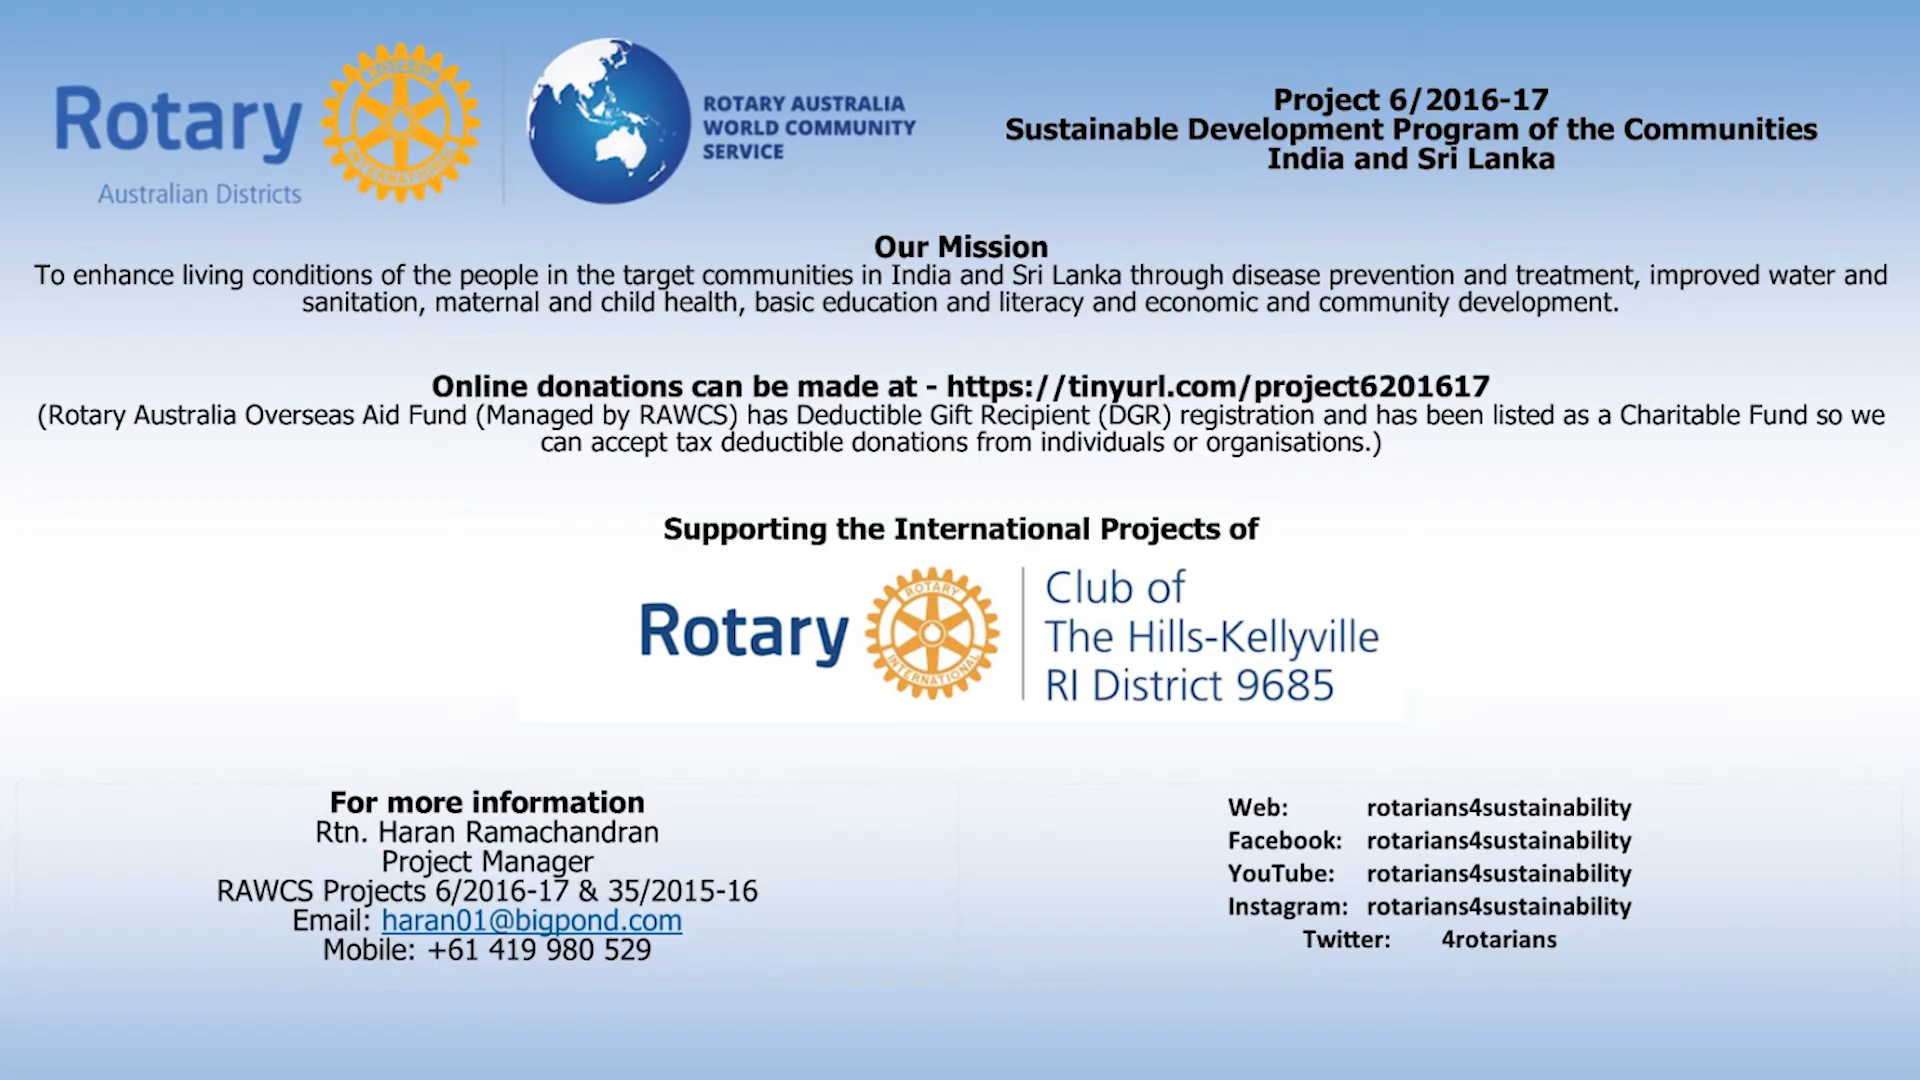 Rotary
Australian Districts
ROTARY
INTERNATIONAL
ROTARY AUSTRALIA
WORLD COMMUNITY
SERVICE
Project 6/2016-17
Sustainable Development Program of the Communities
India and Sri Lanka
Our Mission
To enhance living conditions of the people in the target communities in India and Sri Lanka through disease prevention and treatment, improved water and
sanitation, maternal and child health, basic education and literacy and economic and community development.
Online donations can be made at - https://tinyurl.com/project6201617
(Rotary Australia Overseas Aid Fund (Managed by RAWCS) has Deductible Gift Recipient (DGR) registration and has been listed as a Charitable Fund so we
can accept tax deductible donations from individuals or organisations.)
Supporting the International Projects of
Rotary
ROTARY
INTERNATIONAL
Club of
The Hills-Kellyville
RI District 9685
For more information
Rtn. Haran Ramachandran
Project Manager
RAWCS Projects 6/2016-17 & 35/2015-16
Email: haran01@bigpond.com
Mobile: +61 419 980 529
Web: rotarians4sustainability
Facebook: rotarians4sustainability
YouTube: rotarians4sustainability
Instagram: rotarians4sustainability
Twitter: 4rotarians